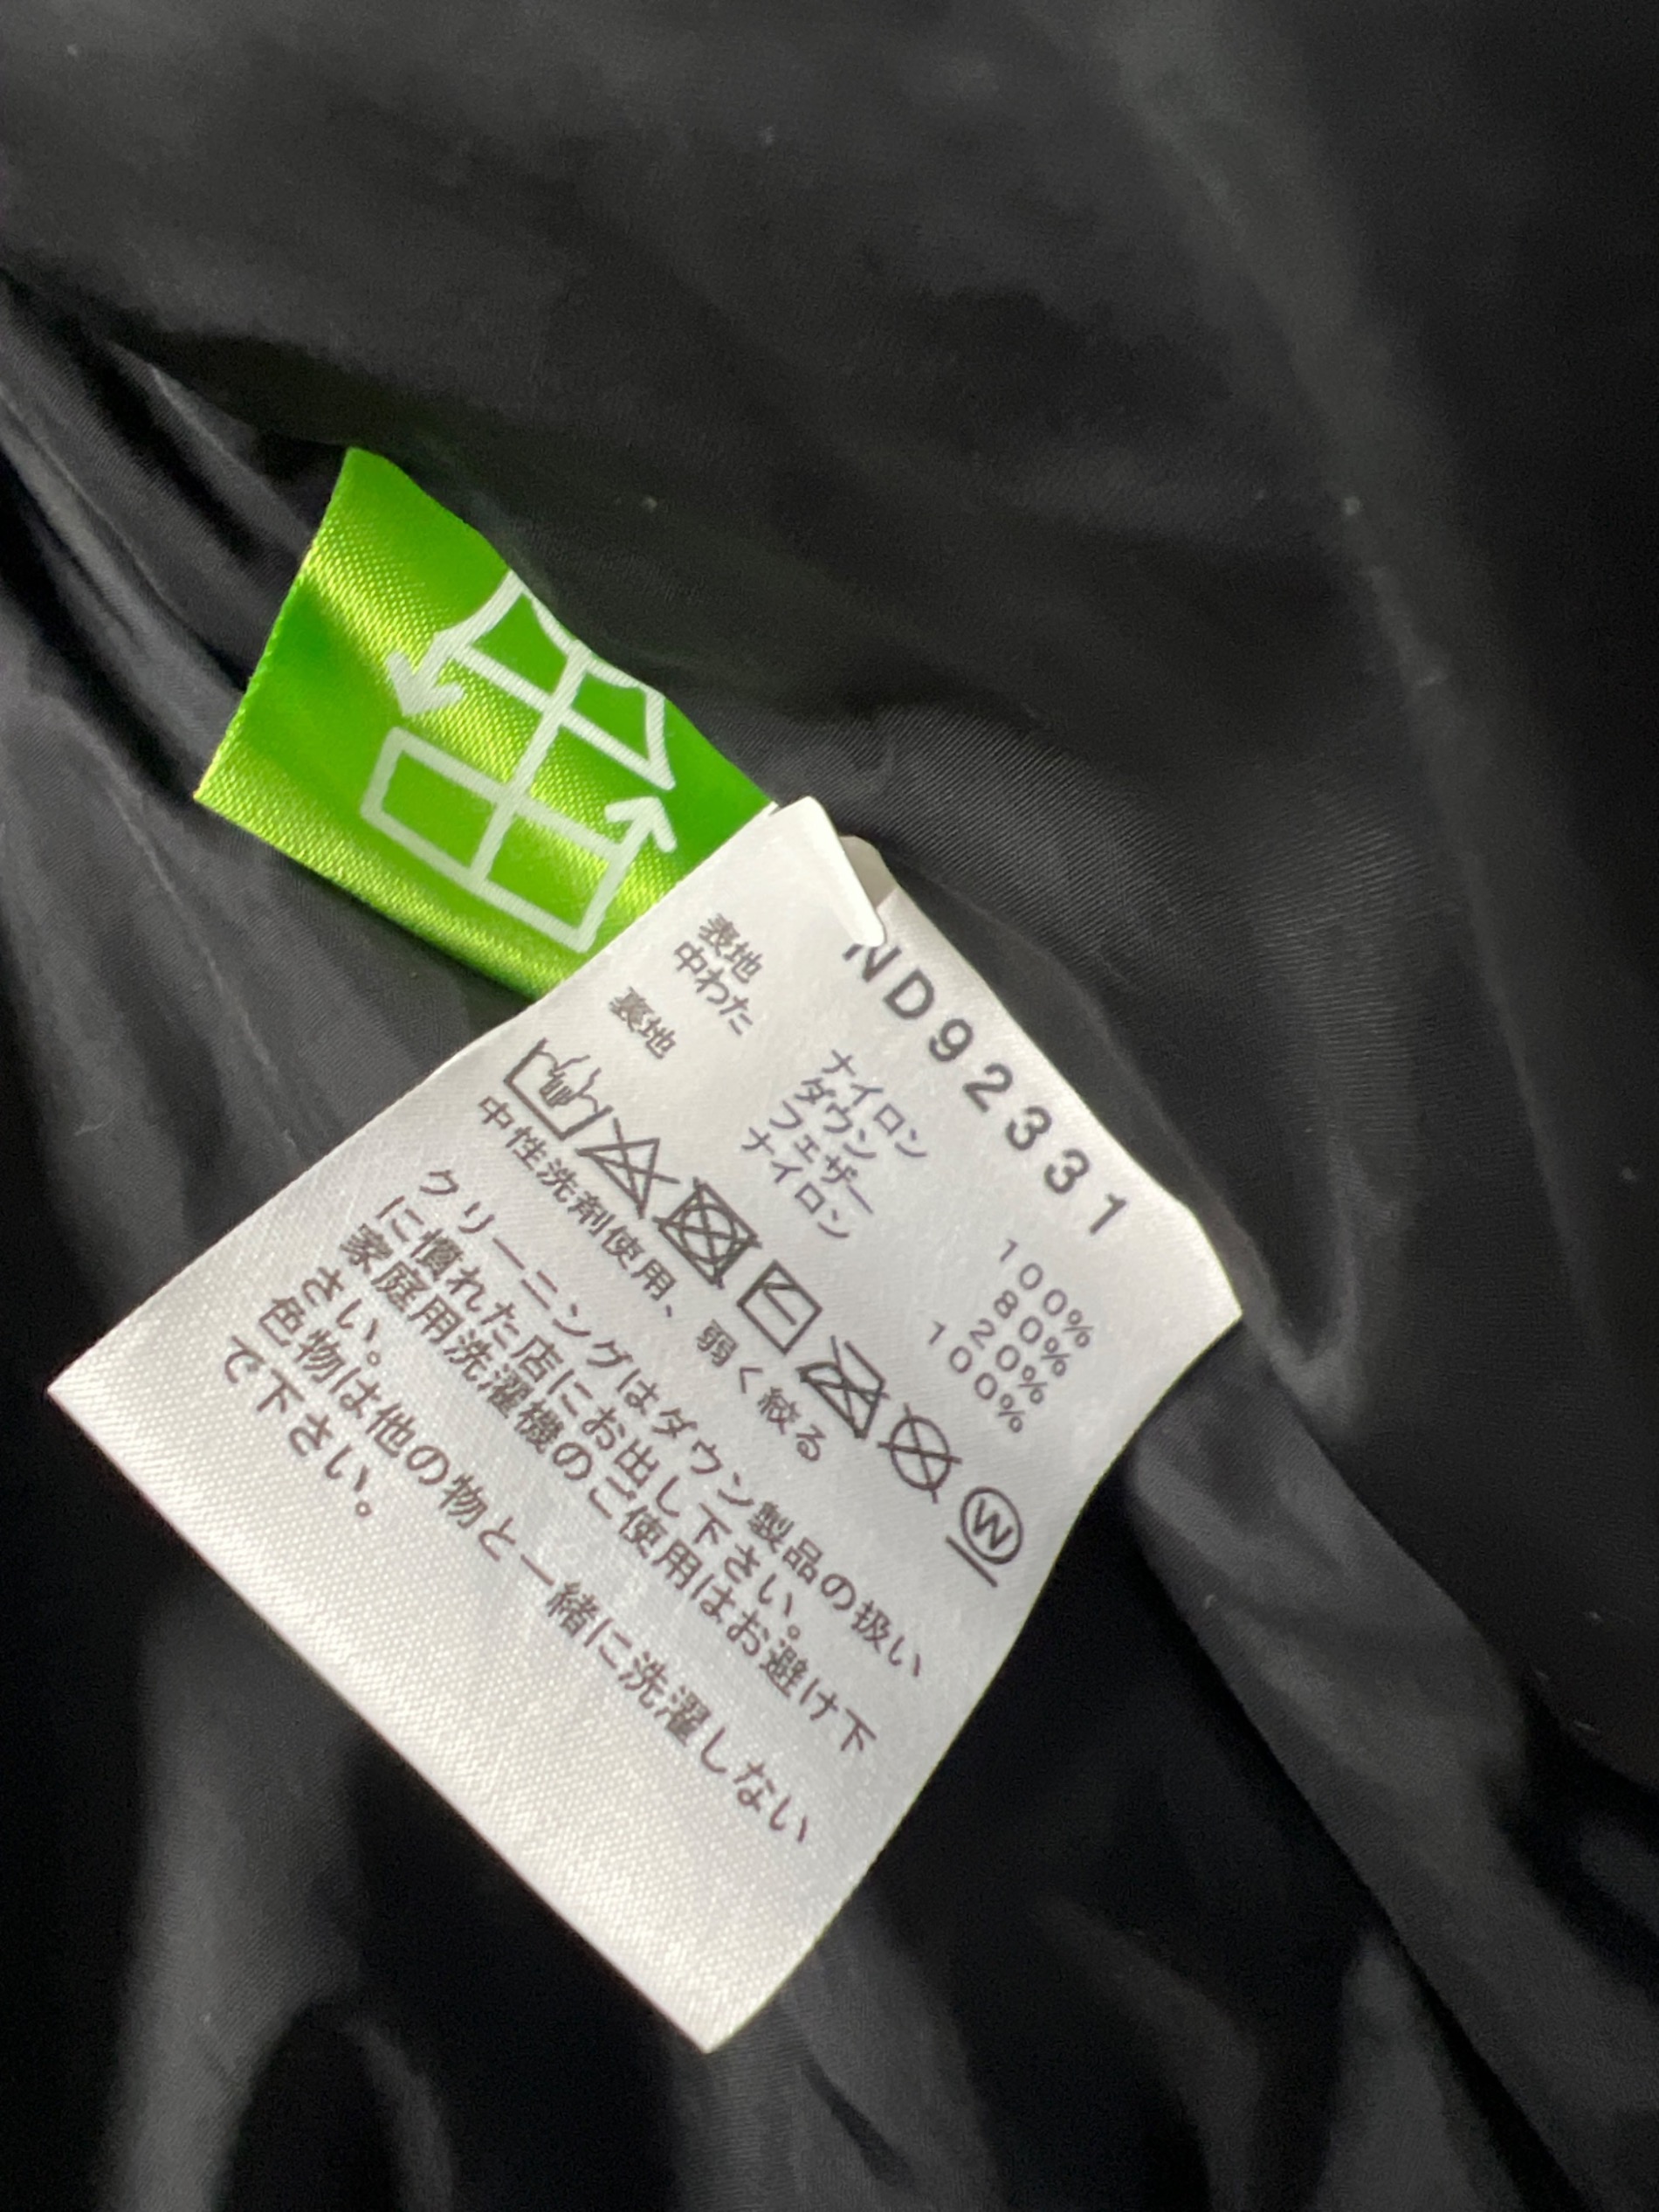 ND92331
表地 ナイロン 100%
中わた ダウン 80%
フェザー 20%
裏地 ナイロン 100%
W
中性洗剤使用、弱く絞る
クリーニングはダウン製品の扱い
に慣れた店にお出し下さい。
家庭用洗濯機のご使用はお避け下
さい。
色物は他の物と一緒に洗濯しない
で下さい。